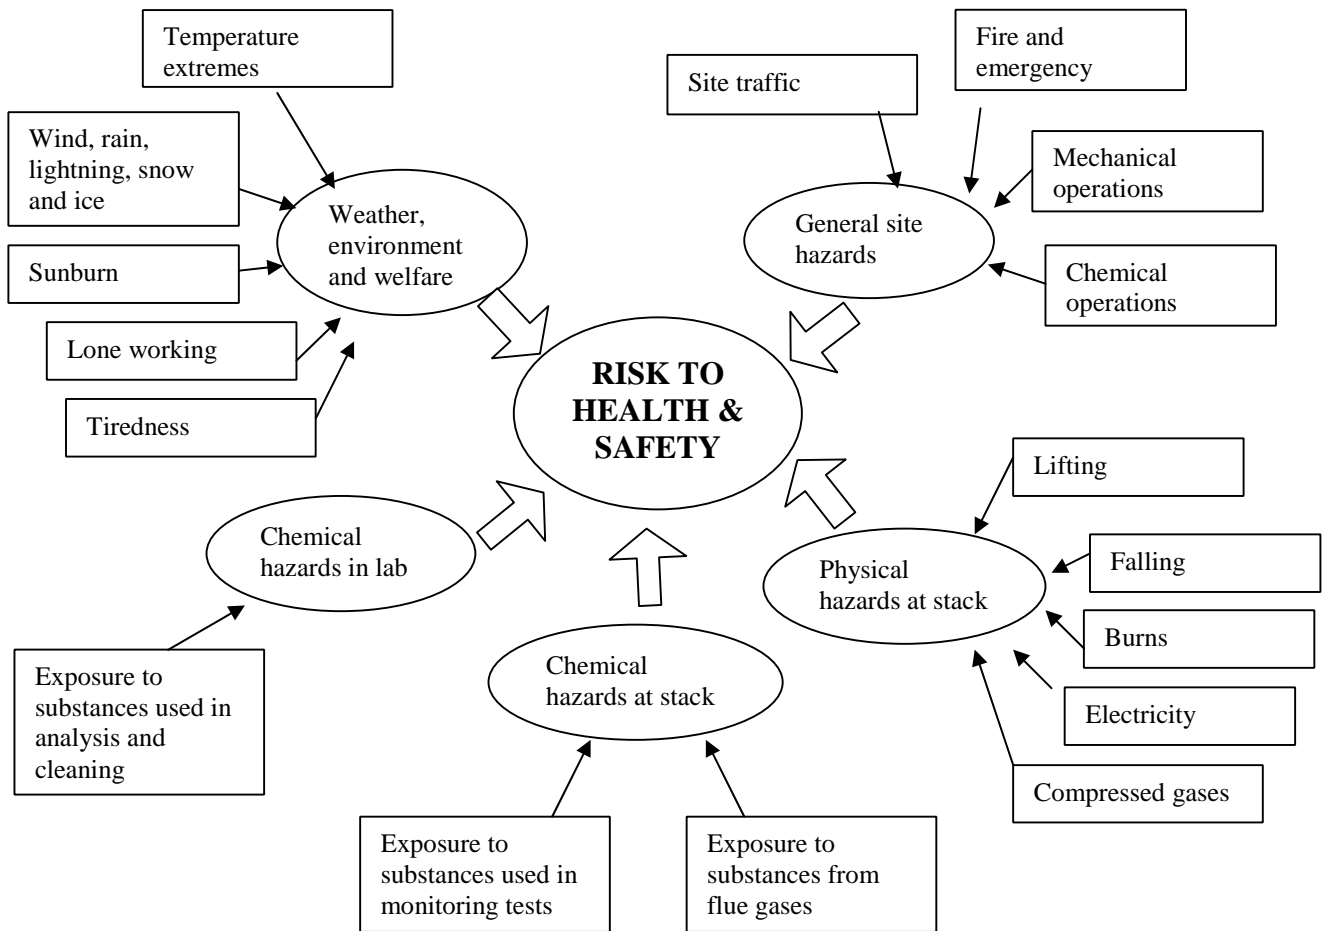 Temperature
extremes
Wind, rain,
lightning, snow
and ice
Sunburn
Lone working
Tiredness
Weather,
environment
and welfare
Site traffic
Fire and
emergency
Mechanical
operations
Chemical
operations
General site
hazards
RISK TO
HEALTH &
SAFETY
Chemical
hazards in lab
Exposure to
substances used in
analysis and
cleaning
Chemical
hazards at stack
Exposure to
substances used in
monitoring tests
Exposure to
substances from
flue gases
Physical
hazards at stack
Lifting
Falling
Burns
Electricity
Compressed gases